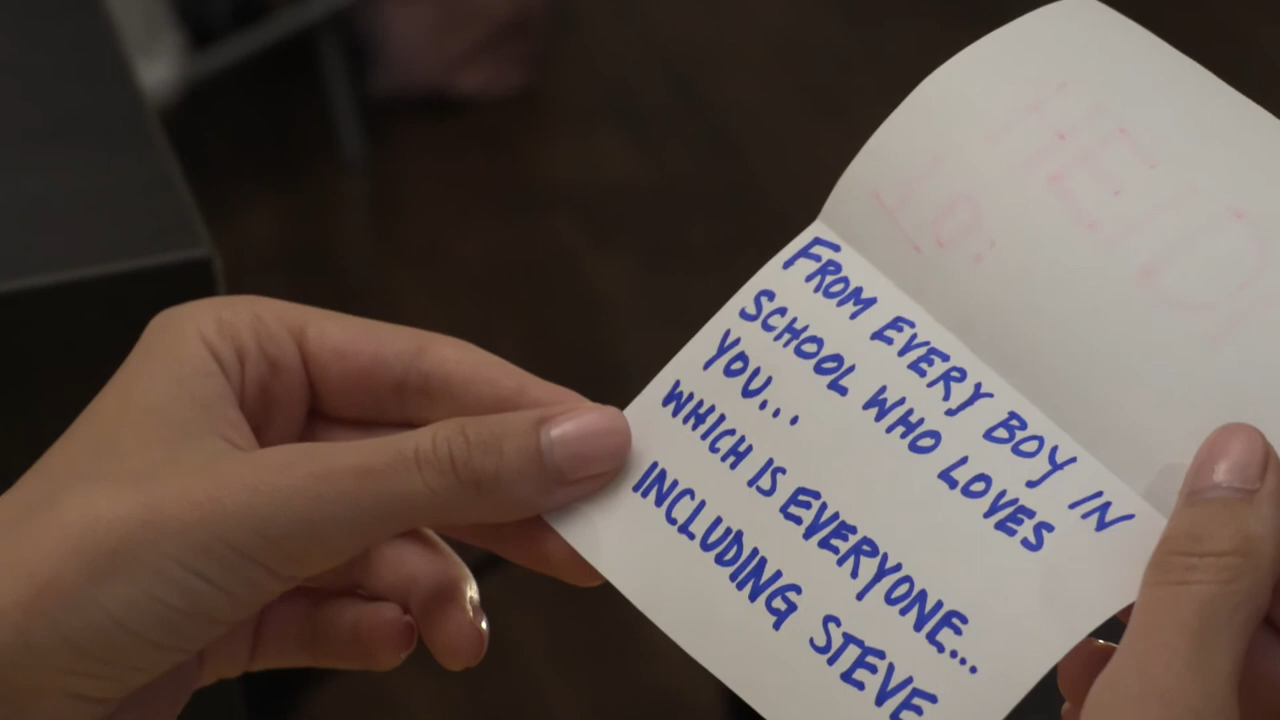 FROM EVERY BOY IN
SCHOOL WHO LOVES
YOU...
WHICH IS EVERYONE...
INCLUDING STEVE